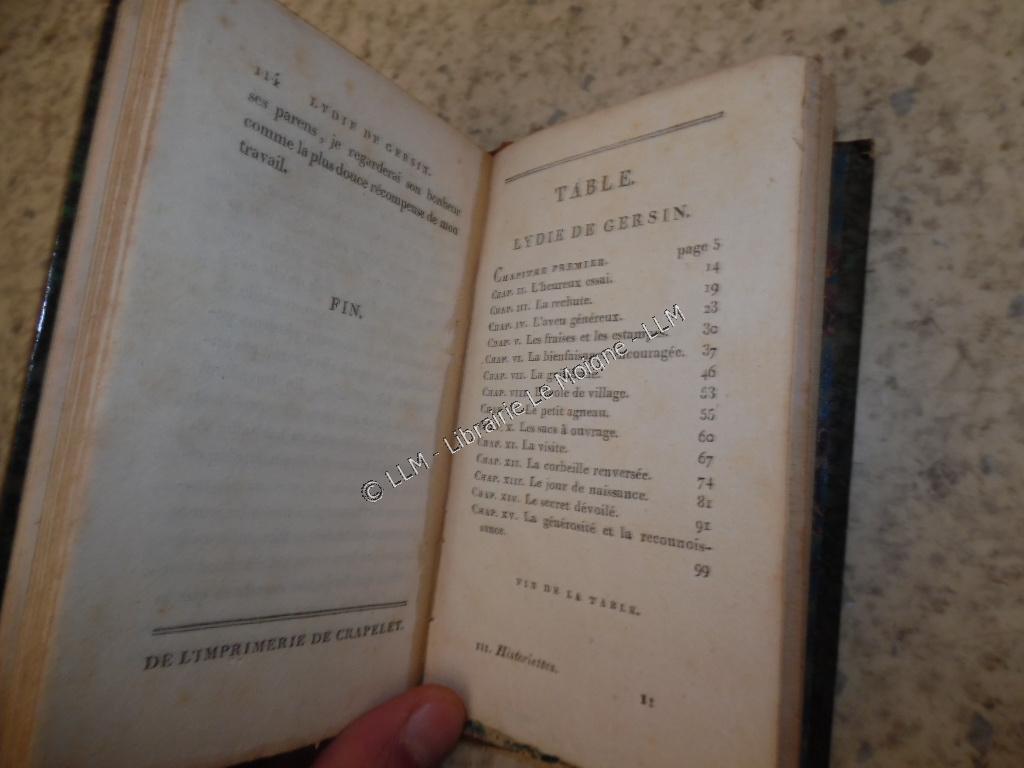 114 LYDIE DE GERSIN.
ses parens, je regarderai son bonheur
comme la plus douce récompense de mon
travail.
FIN.
DE L'IMPRIMERIE DE CRAPELET.
TABLE.
LYDIE DE GERSIN.
CHAPITRE PREMIER. page 5
CHAP. II. L'heureux essai. 14
CHAP. III. La rechute. 19
CHAP. IV. L'aveu généreux. 23
CHAP. V. Les fraises et les 30
CHAP. VI. La 37
CHAP. VII. La 46
CHAP. VIII. de village. 53
Le petit agneau. 55
X. Les sacs à ouvrage. 60
CHAP. XI. La visite. 67
CHAP. XII. La corbeille renversée. 74
CHAP. XIII. Le jour de naissance. 81
CHAP. XIV. Le secret dévoilé. 91
CHAP. XV. La générosité et la reconnois-
sance. 99
FIN DE LA TABLE.
III. Historiettes. 11
© LLM - Librairie Le Moigne - LLM